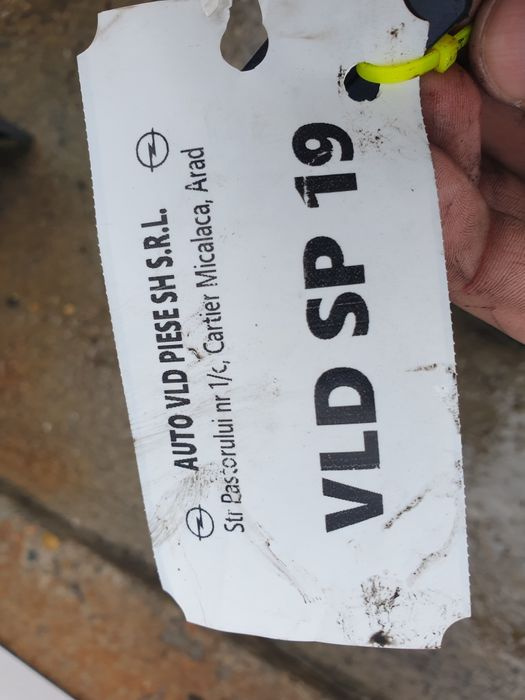 AUTO VLD PIESE SH S.R.L.
Str Pastorului nr 1/c, Cartier Micalaca, Arad
VLD SP 19